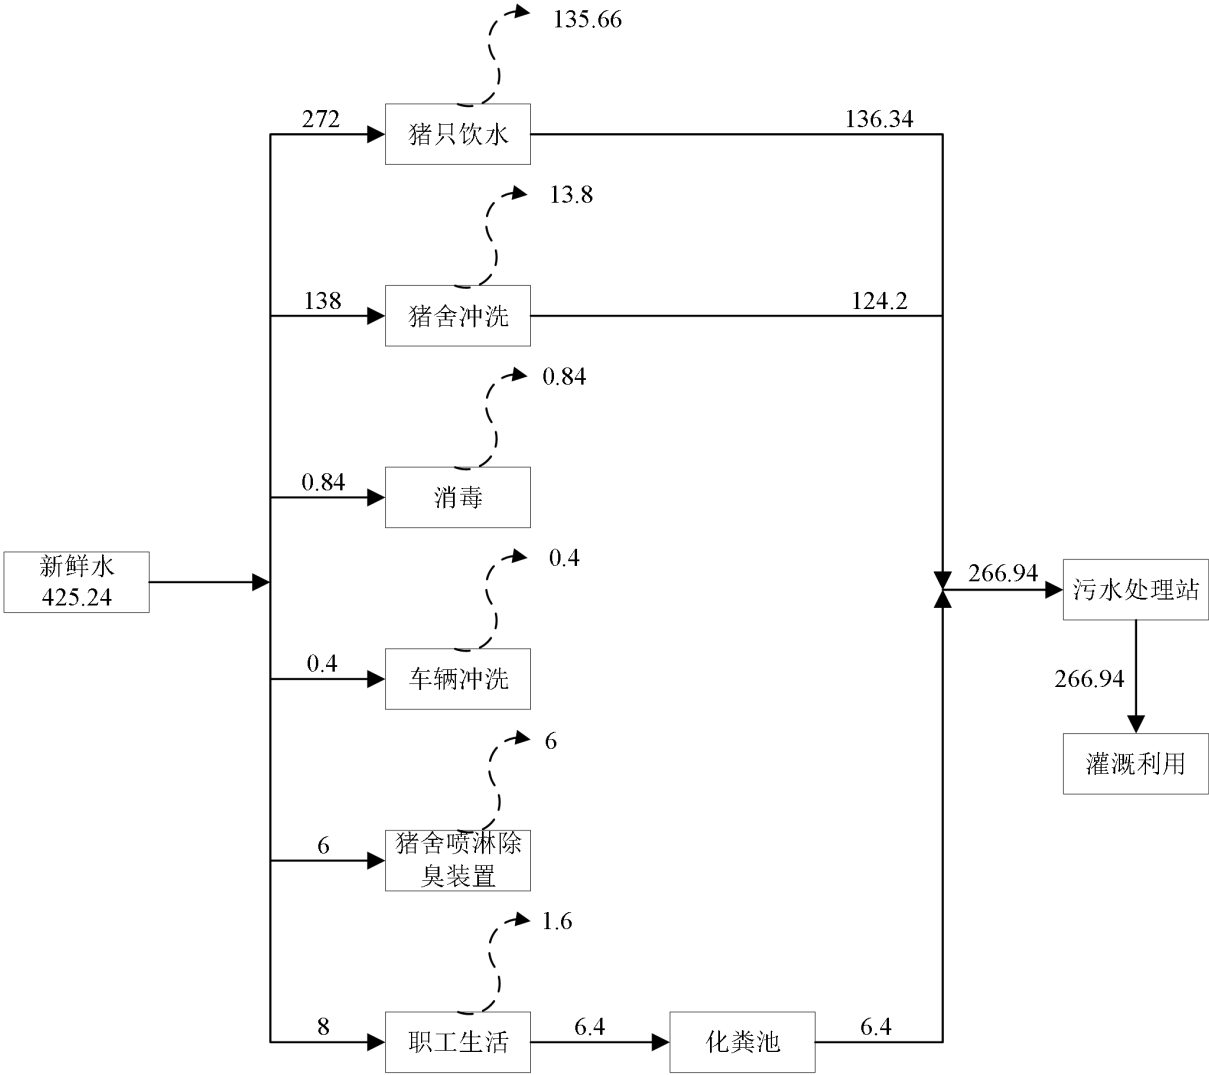 135.66
272
猪只饮水
136.34
13.8
138
猪舍冲洗
124.2
0.84
0.84
消毒
新鲜水
425.24
0.4
0.4
车辆冲洗
266.94
污水处理站
266.94
灌溉利用
6
6
猪舍喷淋除
臭装置
1.6
8
职工生活
6.4
化粪池
6.4